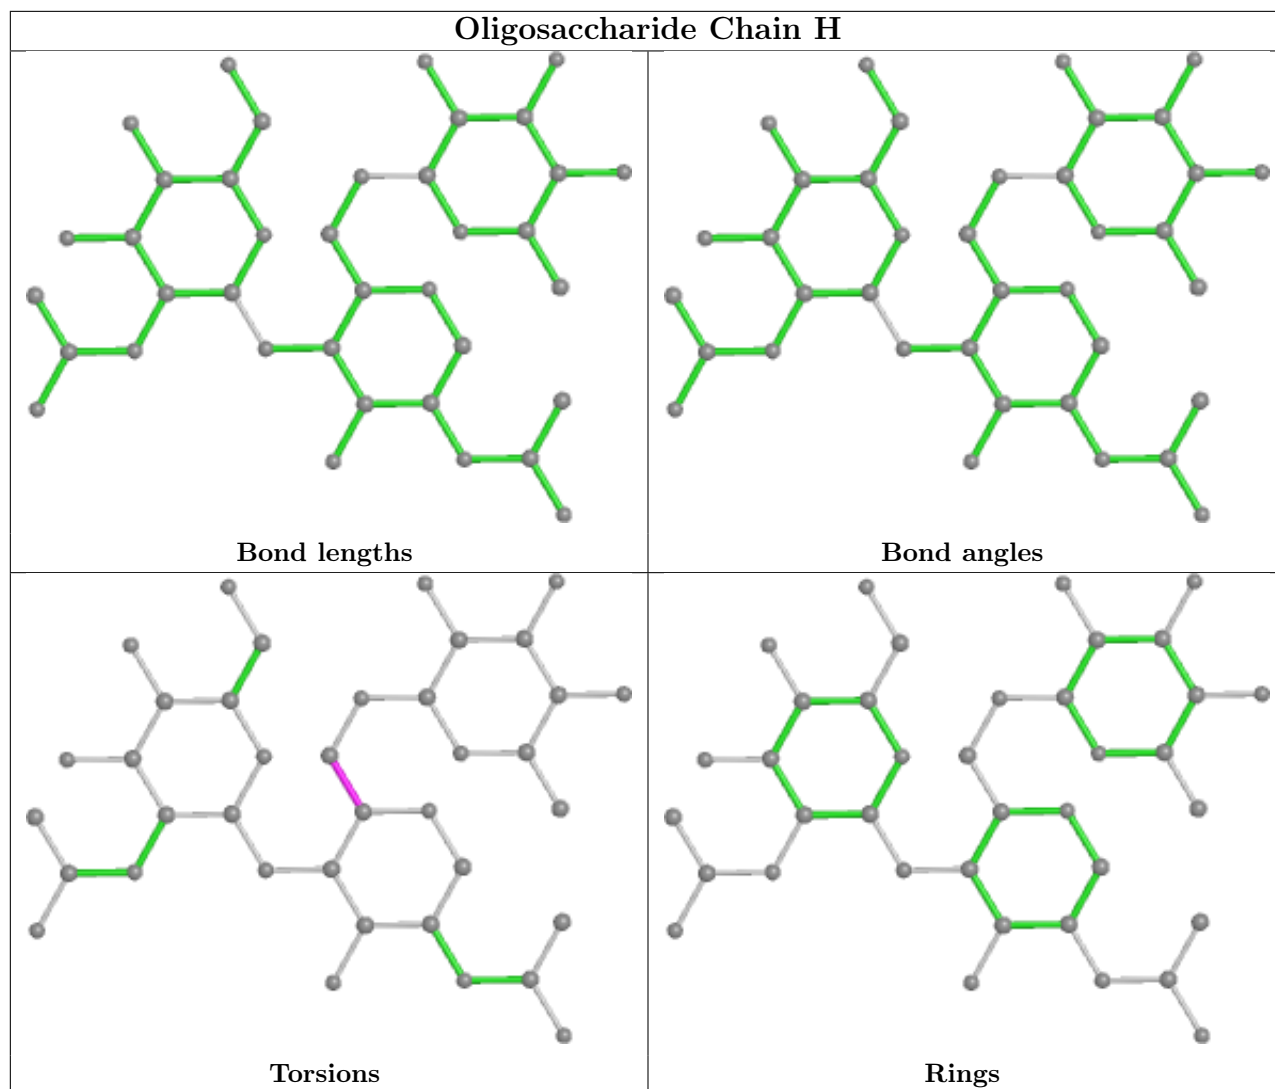 Oligosaccharide Chain H
Bond lengths
Bond angles
Torsions
Rings